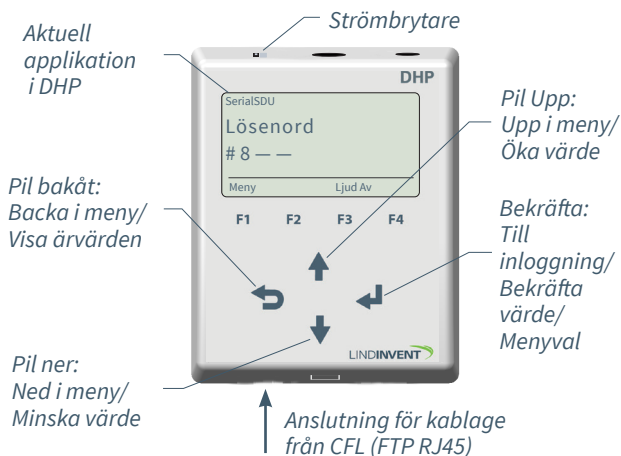 Strömbrytare
Aktuell
applikation
i DHP
DHP
SerialSDU
Lösenord
# 8 — —
Meny Ljud Av
F1 F2 F3 F4
Pil Upp:
Upp i meny/
Öka värde
Pil bakåt:
Backa i meny/
Visa ärvärden
Bekräfta:
Till
inloggning/
Bekräfta
värde/
Menyval
LINDINVENT
Pil ner:
Ned i meny/
Minska värde
Anslutning för kablage
från CFL (FTP RJ45)